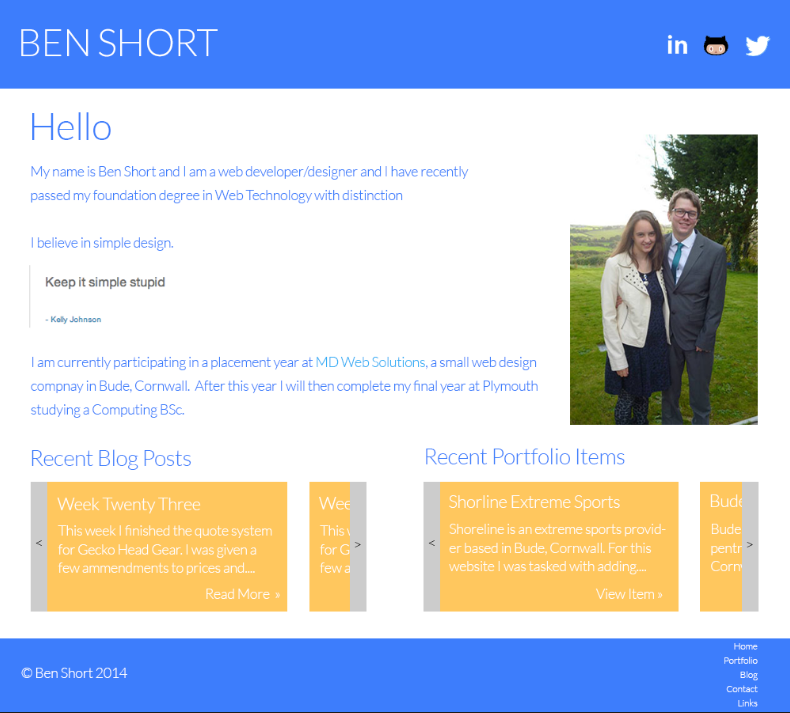 BEN SHORT
in
Hello
My name is Ben Short and I am a web developer/designer and I have recently
passed my foundation degree in Web Technology with distinction
I believe in simple design.
Keep it simple stupid
- Kelly Johnson
I am currently participating in a placement year at MD Web Solutions, a small web design
compnay in Bude, Cornwall. After this year I will then complete my final year at Plymouth
studying a Computing BSc.
Recent Blog Posts
<
Week Twenty Three
This week I finished the quote system
for Gecko Head Gear. I was given a
few ammendments to prices and....
Read More »
Wee
This w
for G
few a
>
Recent Portfolio Items
<
Shorline Extreme Sports
Shoreline is an extreme sports provid-
er based in Bude, Cornwall. For this
website I was tasked with adding....
View Item »
Bude
Bude
pentr
Corn
>
© Ben Short 2014
Home
Portfolio
Blog
Contact
Links